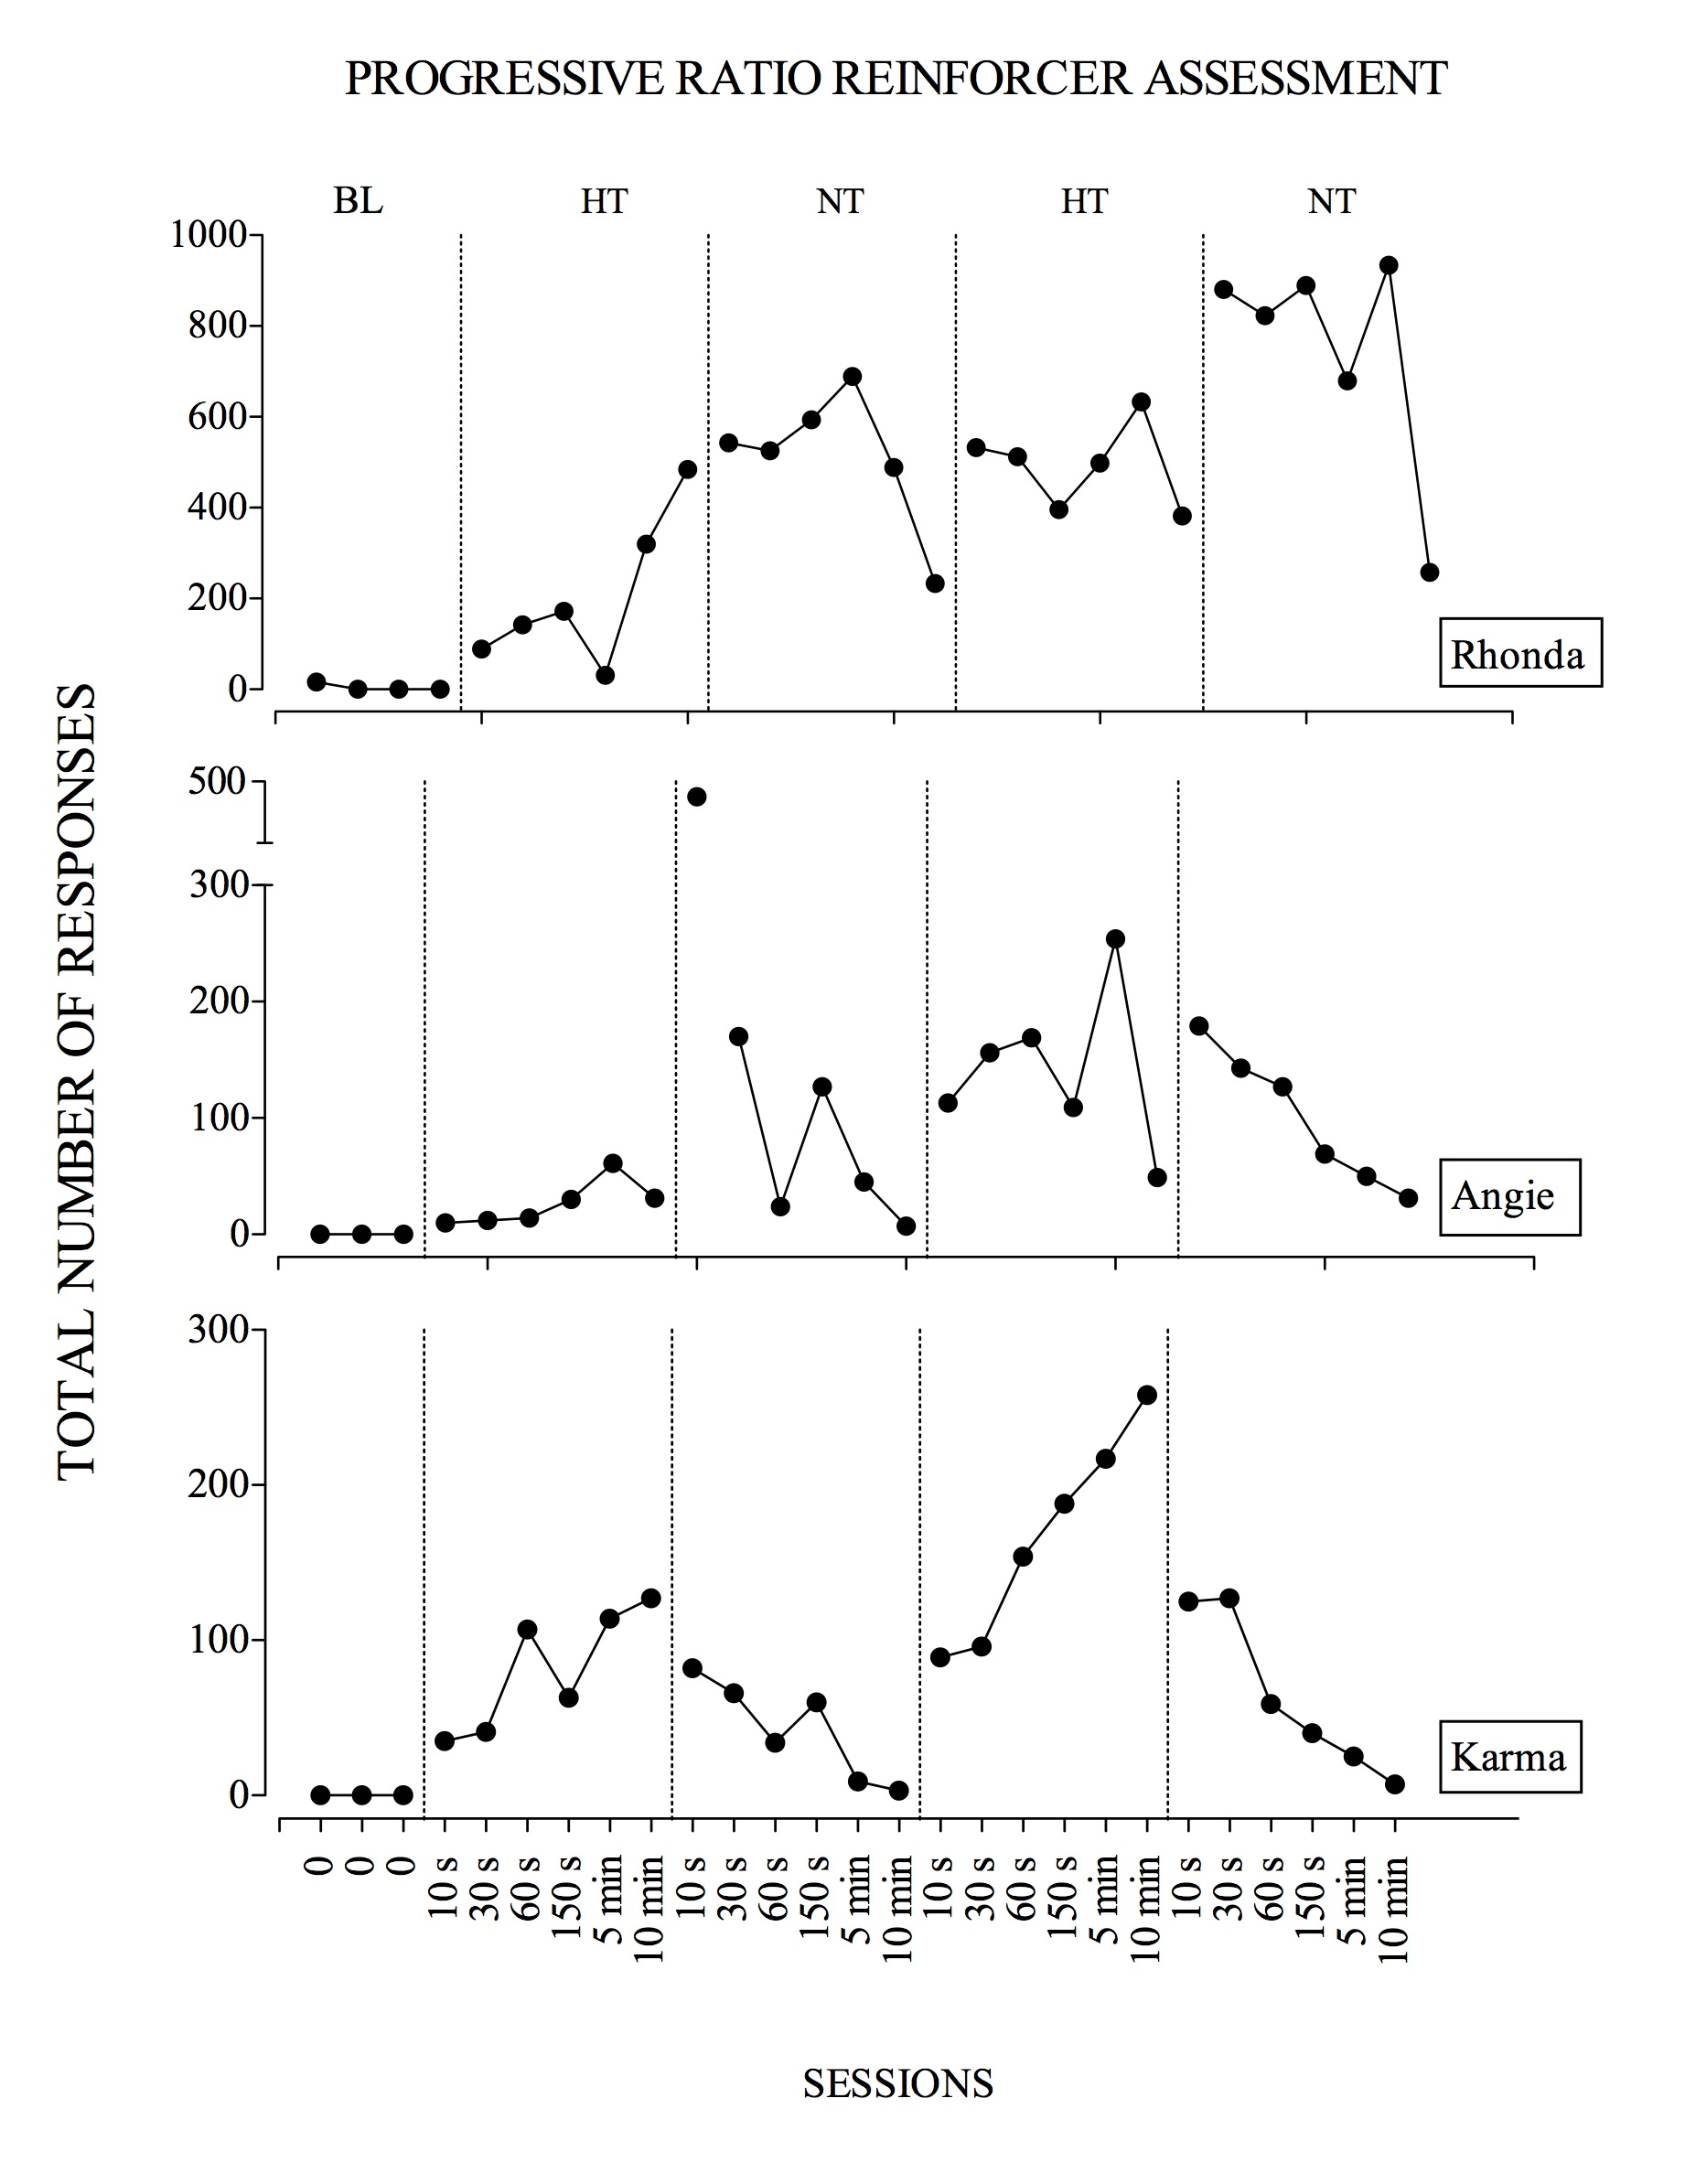 PROGRESSIVE RATIO REINFORCER ASSESSMENT
BL HT NT HT NT
1000
800
600
400
200
0
Rhonda
TOTAL NUMBER OF RESPONSES
500
300
200
100
0
Angie
300
200
100
0
Karma
0 0 0 10 s 30 s 60 s 150 s 5 min 10 min 10 s 30 s 60 s 150 s 5 min 10 min 10 s 30 s 60 s 150 s 5 min 10 min 10 s 30 s 60 s 150 s 5 min 10 min
SESSIONS